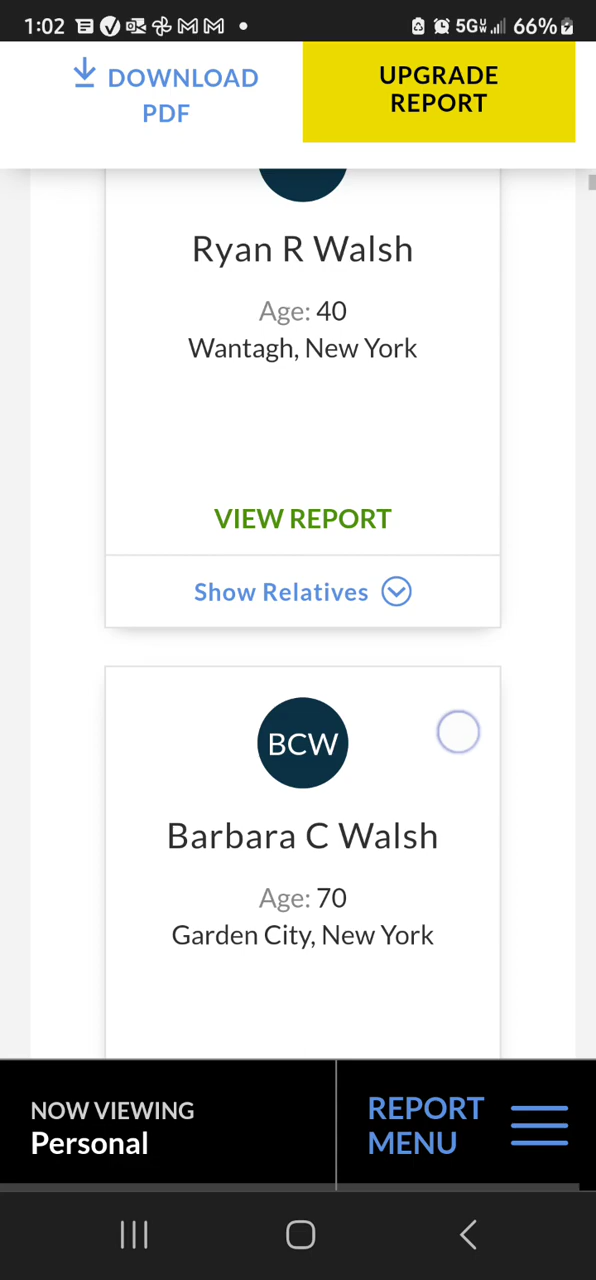 1:02 5G 66%
DOWNLOAD
PDF
UPGRADE
REPORT
Ryan R Walsh
Age: 40
Wantagh, New York
VIEW REPORT
Show Relatives
BCW
Barbara C Walsh
Age: 70
Garden City, New York
NOW VIEWING
Personal
REPORT
MENU